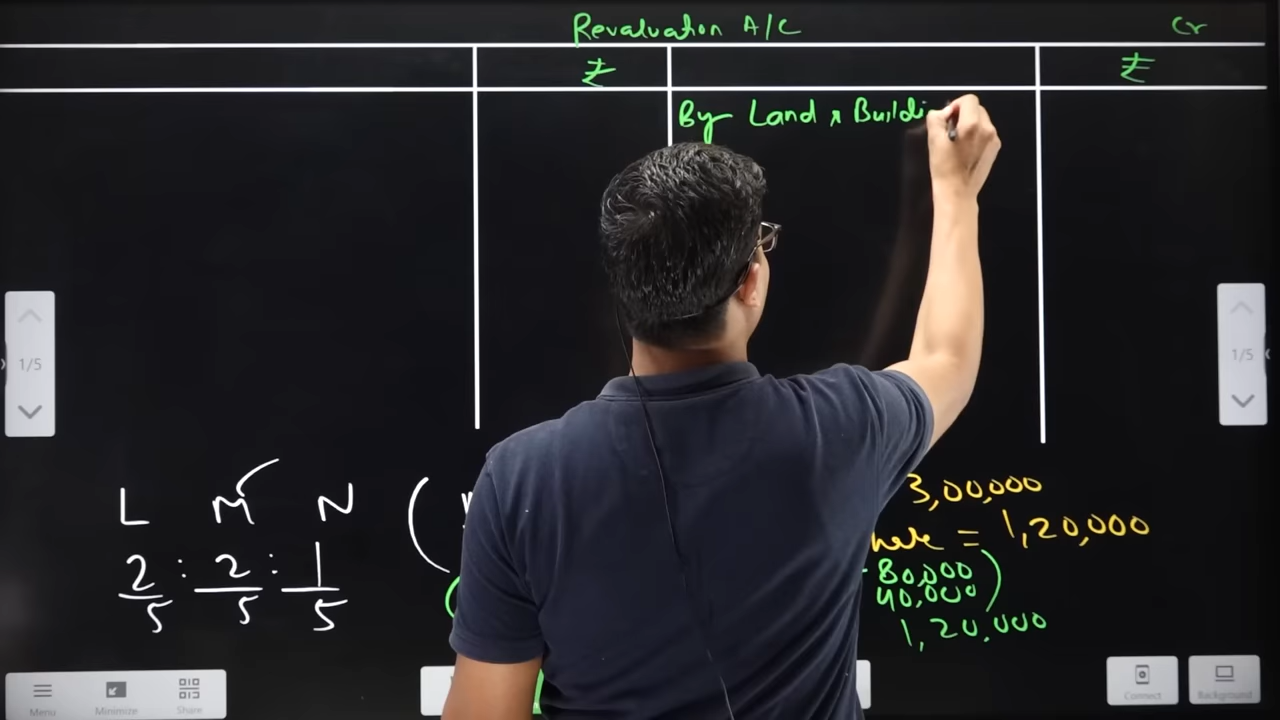 Revaluation A/C Cr
₹ ₹
By Land & Buildi
1/5 1/5
L M N (
3,00,000
= 1,20,000
2/5 : 2/5 : 1/5
80,000
40,000
1,20,000
Menu Minimize Share Connect Background